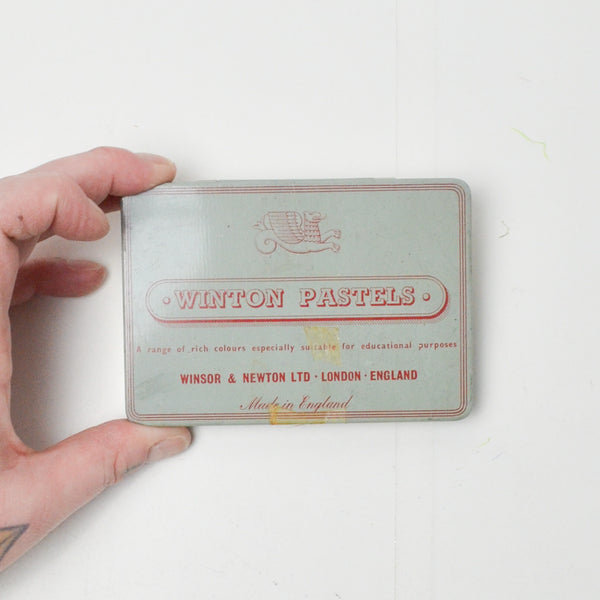 · WINTON PASTELS ·
A range of rich colours especially suitable for educational purposes
WINSOR & NEWTON LTD · LONDON · ENGLAND
Made in England